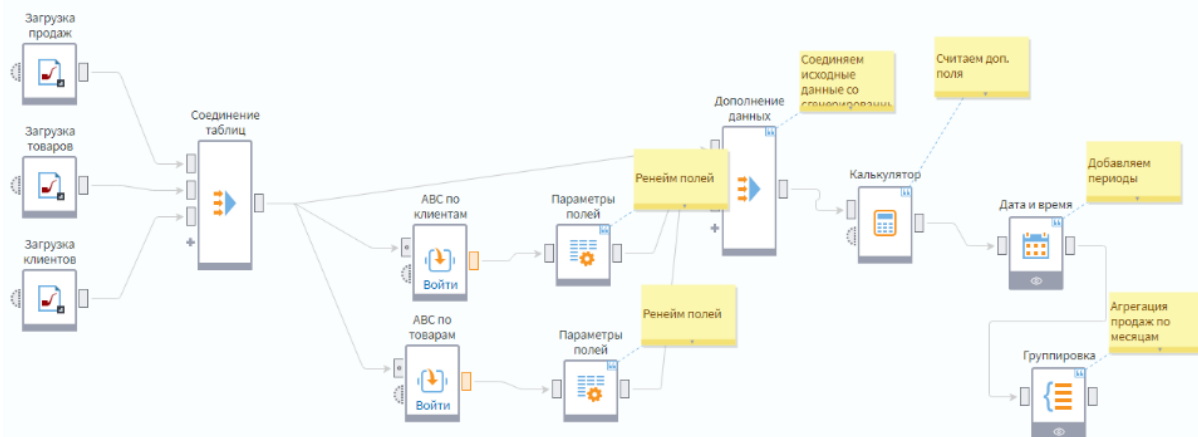 Загрузка
продаж
Загрузка
товаров
Загрузка
клиентов
Соединение
таблиц
АВС по
клиентам
Войти
АВС по
товарам
Войти
Параметры
полей
Ренейм полей
Параметры
полей
Ренейм полей
Дополнение
данных
Соединяем
исходные
данные со
Калькулятор
Считаем доп.
поля
Дата и время
Добавляем
периоды
Группировка
Агрегация
продаж по
месяцам